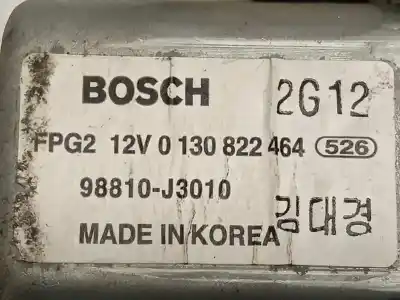 BOSCH 2G12
FPG2 12V 0 130 822 464 526
98810-J3010
김대경
MADE IN KOREA